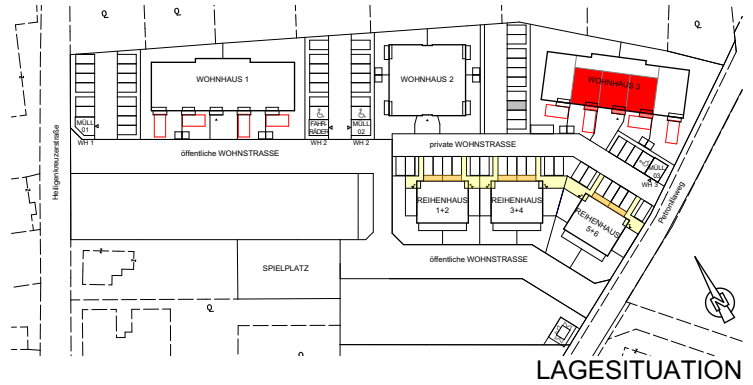 WOHNHAUS 1
WOHNHAUS 2
WOHNHAUS 3
MÜLL
01
WH 1
FAHR-
RÄDER
WH 2
MÜLL
02
WH 2
öffentliche WOHNSTRASSE
private WOHNSTRASSE
MÜLL
03
WH 3
Heiligenkreuzerstraße
Petronillaweg
REIHENHAUS
1+2
REIHENHAUS
3+4
REIHENHAUS
5+6
SPIELPLATZ
öffentliche WOHNSTRASSE
N
LAGESITUATION